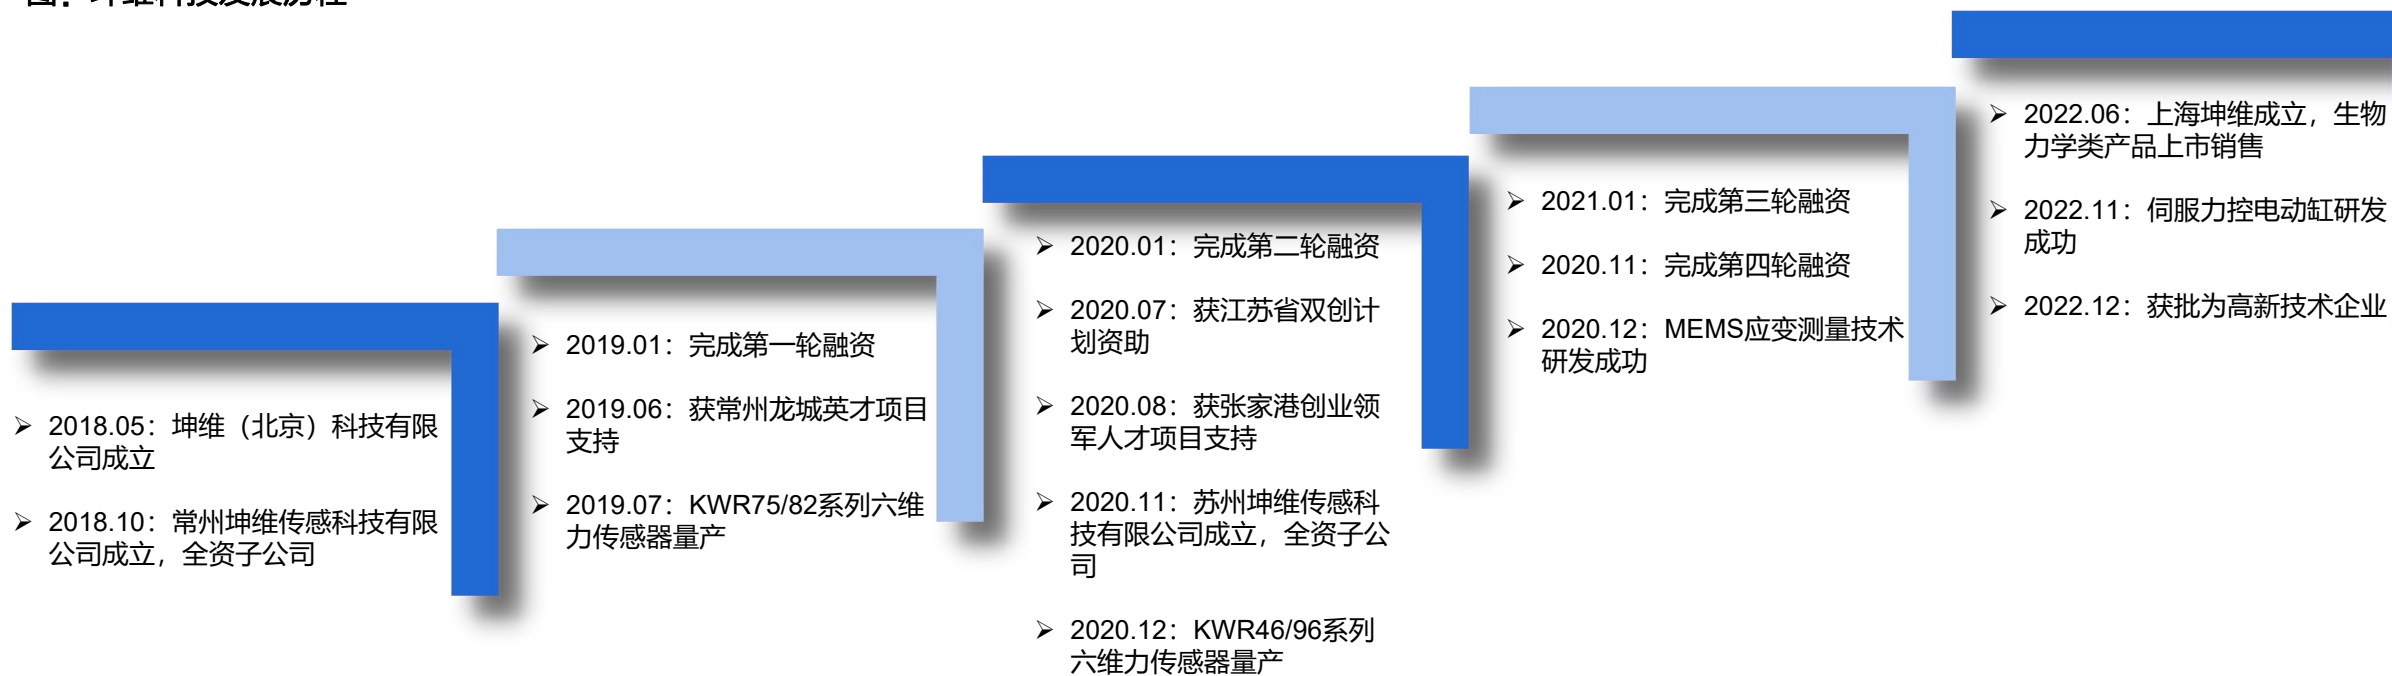 图：坤维科技发展历程
➢ 2018.05：坤维（北京）科技有限
公司成立
➢ 2018.10：常州坤维传感科技有限
公司成立，全资子公司
➢ 2019.01：完成第一轮融资
➢ 2019.06：获常州龙城英才项目
支持
➢ 2019.07：KWR75/82系列六维
力传感器量产
➢ 2020.01：完成第二轮融资
➢ 2020.07：获江苏省双创计
划资助
➢ 2020.08：获张家港创业领
军人才项目支持
➢ 2020.11：苏州坤维传感科
技有限公司成立，全资子公
司
➢ 2020.12：KWR46/96系列
六维力传感器量产
➢ 2021.01：完成第三轮融资
➢ 2020.11：完成第四轮融资
➢ 2020.12：MEMS应变测量技术
研发成功
➢ 2022.06：上海坤维成立，生物
力学类产品上市销售
➢ 2022.11：伺服力控电动缸研发
成功
➢ 2022.12：获批为高新技术企业